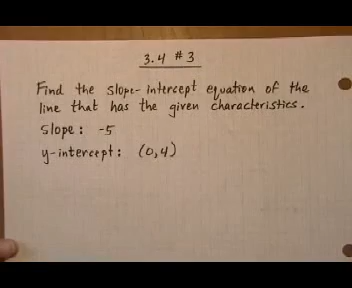 3.4 #3
Find the slope-intercept equation of the
line that has the given characteristics.
slope: -5
y-intercept: (0,4)